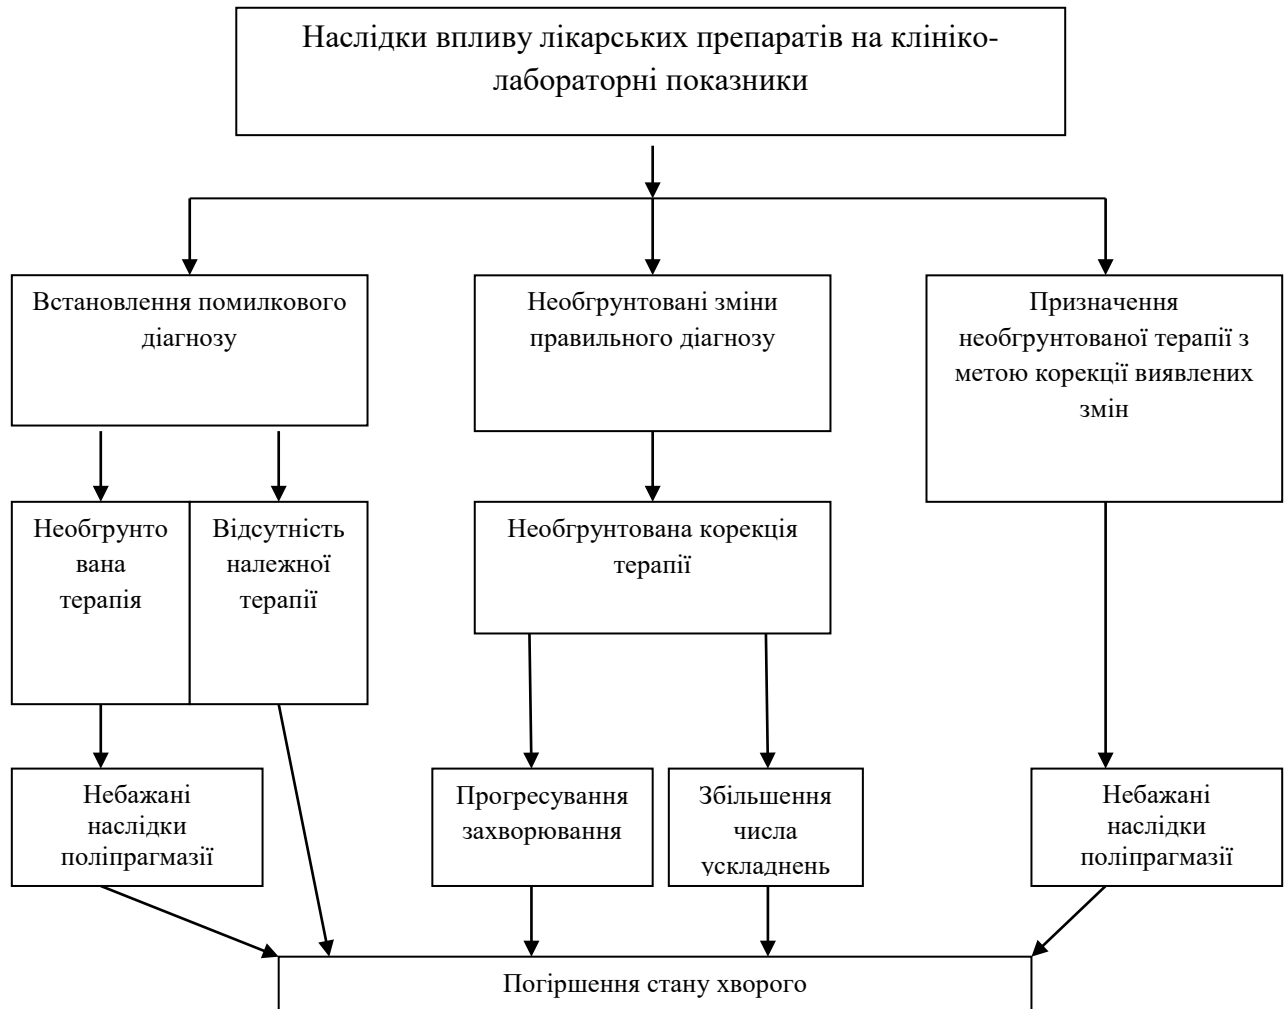 Наслідки впливу лікарських препаратів на клініко-
лабораторні показники
Встановлення помилкового
діагнозу
Необгрунтовані зміни
правильного діагнозу
Призначення
необгрунтованої терапії з
метою корекції виявлених
змін
Необгрунто
вана
терапія
Відсутність
належної
терапії
Необгрунтована корекція
терапії
Небажані
наслідки
поліпрагмазії
Прогресування
захворювання
Збільшення
числа
ускладнень
Небажані
наслідки
поліпрагмазії
Погіршення стану хворого